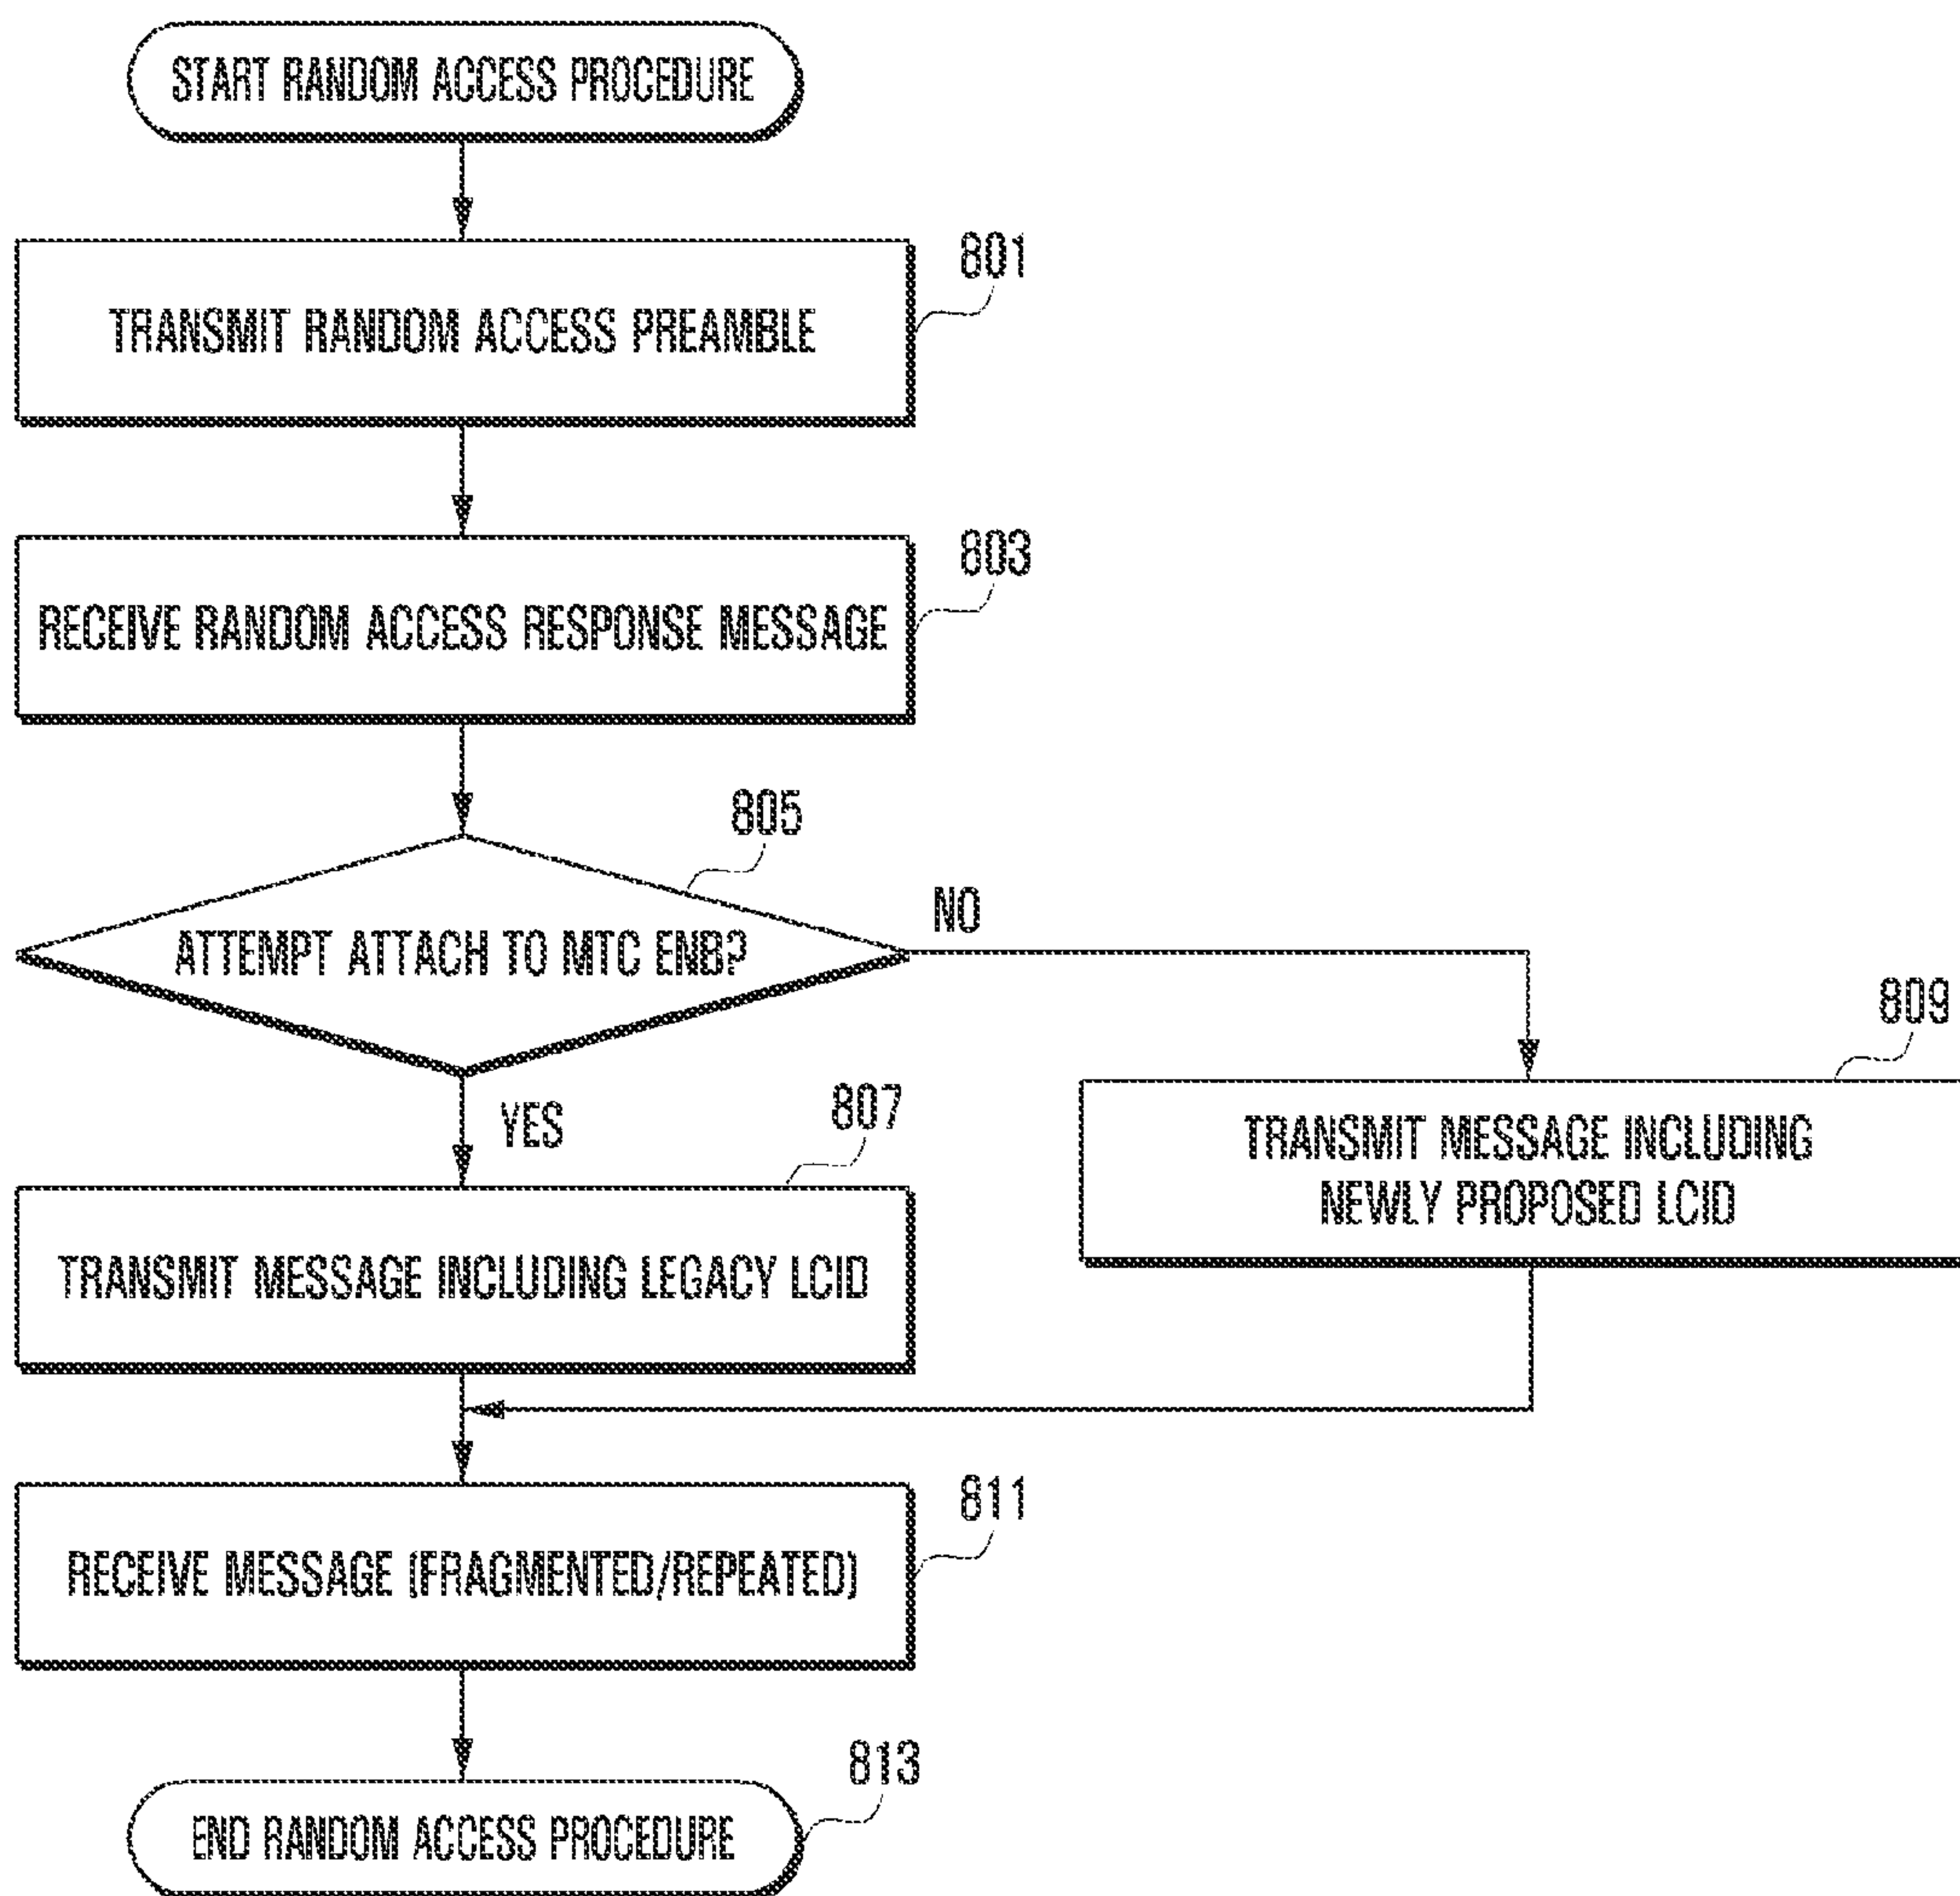 START RANDOM ACCESS PROCEDURE
801
TRANSMIT RANDOM ACCESS PREAMBLE
803
RECEIVE RANDOM ACCESS RESPONSE MESSAGE
805
ATTEMPT ATTACH TO MTC ENB?
NO
809
TRANSMIT MESSAGE INCLUDING
NEWLY PROPOSED LCID
YES
807
TRANSMIT MESSAGE INCLUDING LEGACY LCID
811
RECEIVE MESSAGE (FRAGMENTED/REPEATED)
813
END RANDOM ACCESS PROCEDURE